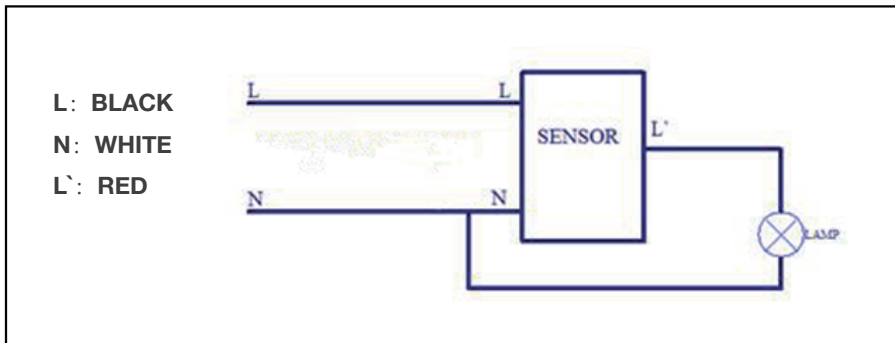 L: BLACK
N: WHITE
L`: RED
L
L
SENSOR
L`
N
N
LAMP